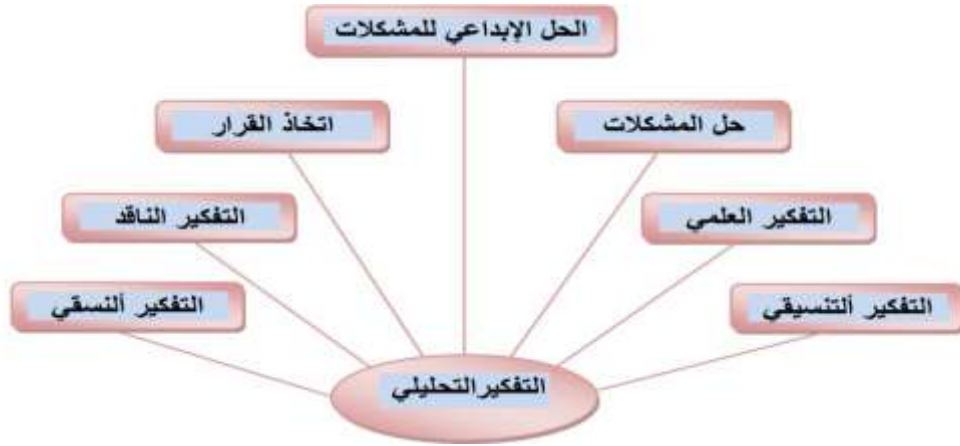 الحل الإبداعي للمشكلات
حل المشكلات
اتخاذ القرار
التفكير العلمي
التفكير الناقد
التفكير ألتنسيقي
التفكير ألنسقي
التفكيرالتحليلي